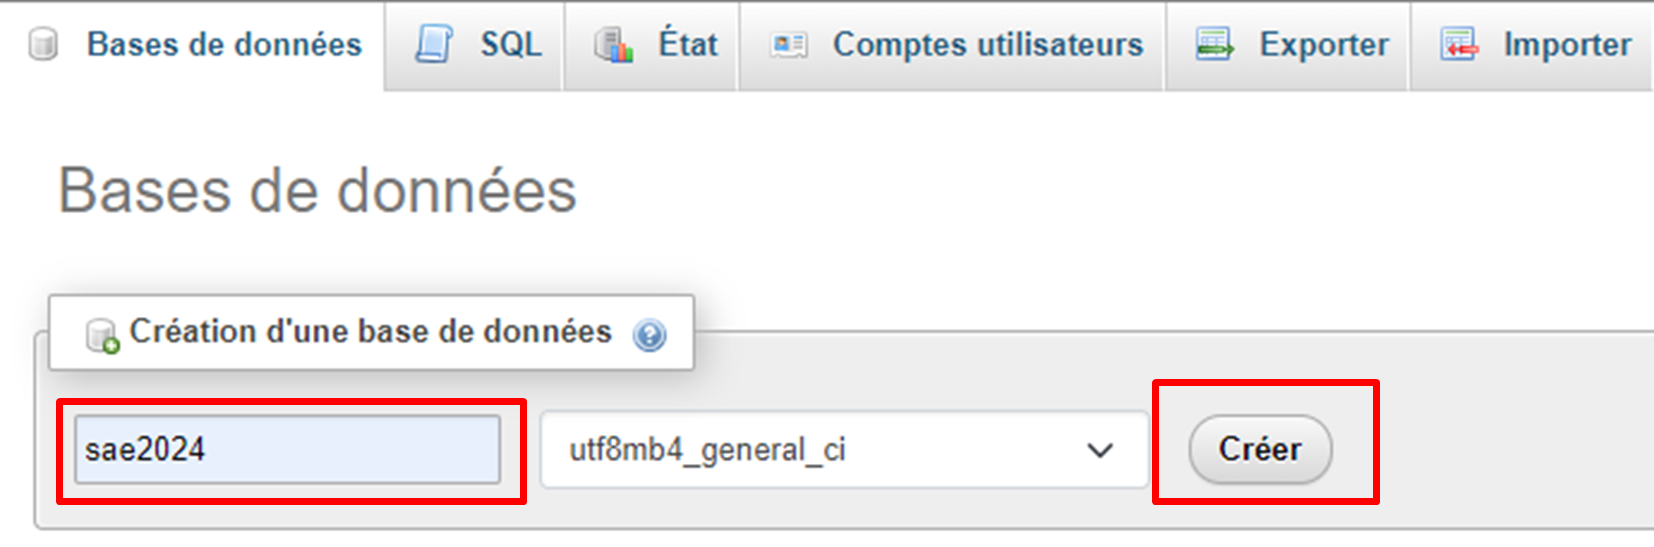 Bases de données SQL État Comptes utilisateurs Exporter Importer
Bases de données
Création d'une base de données
sae2024 utf8mb4_general_ci Créer